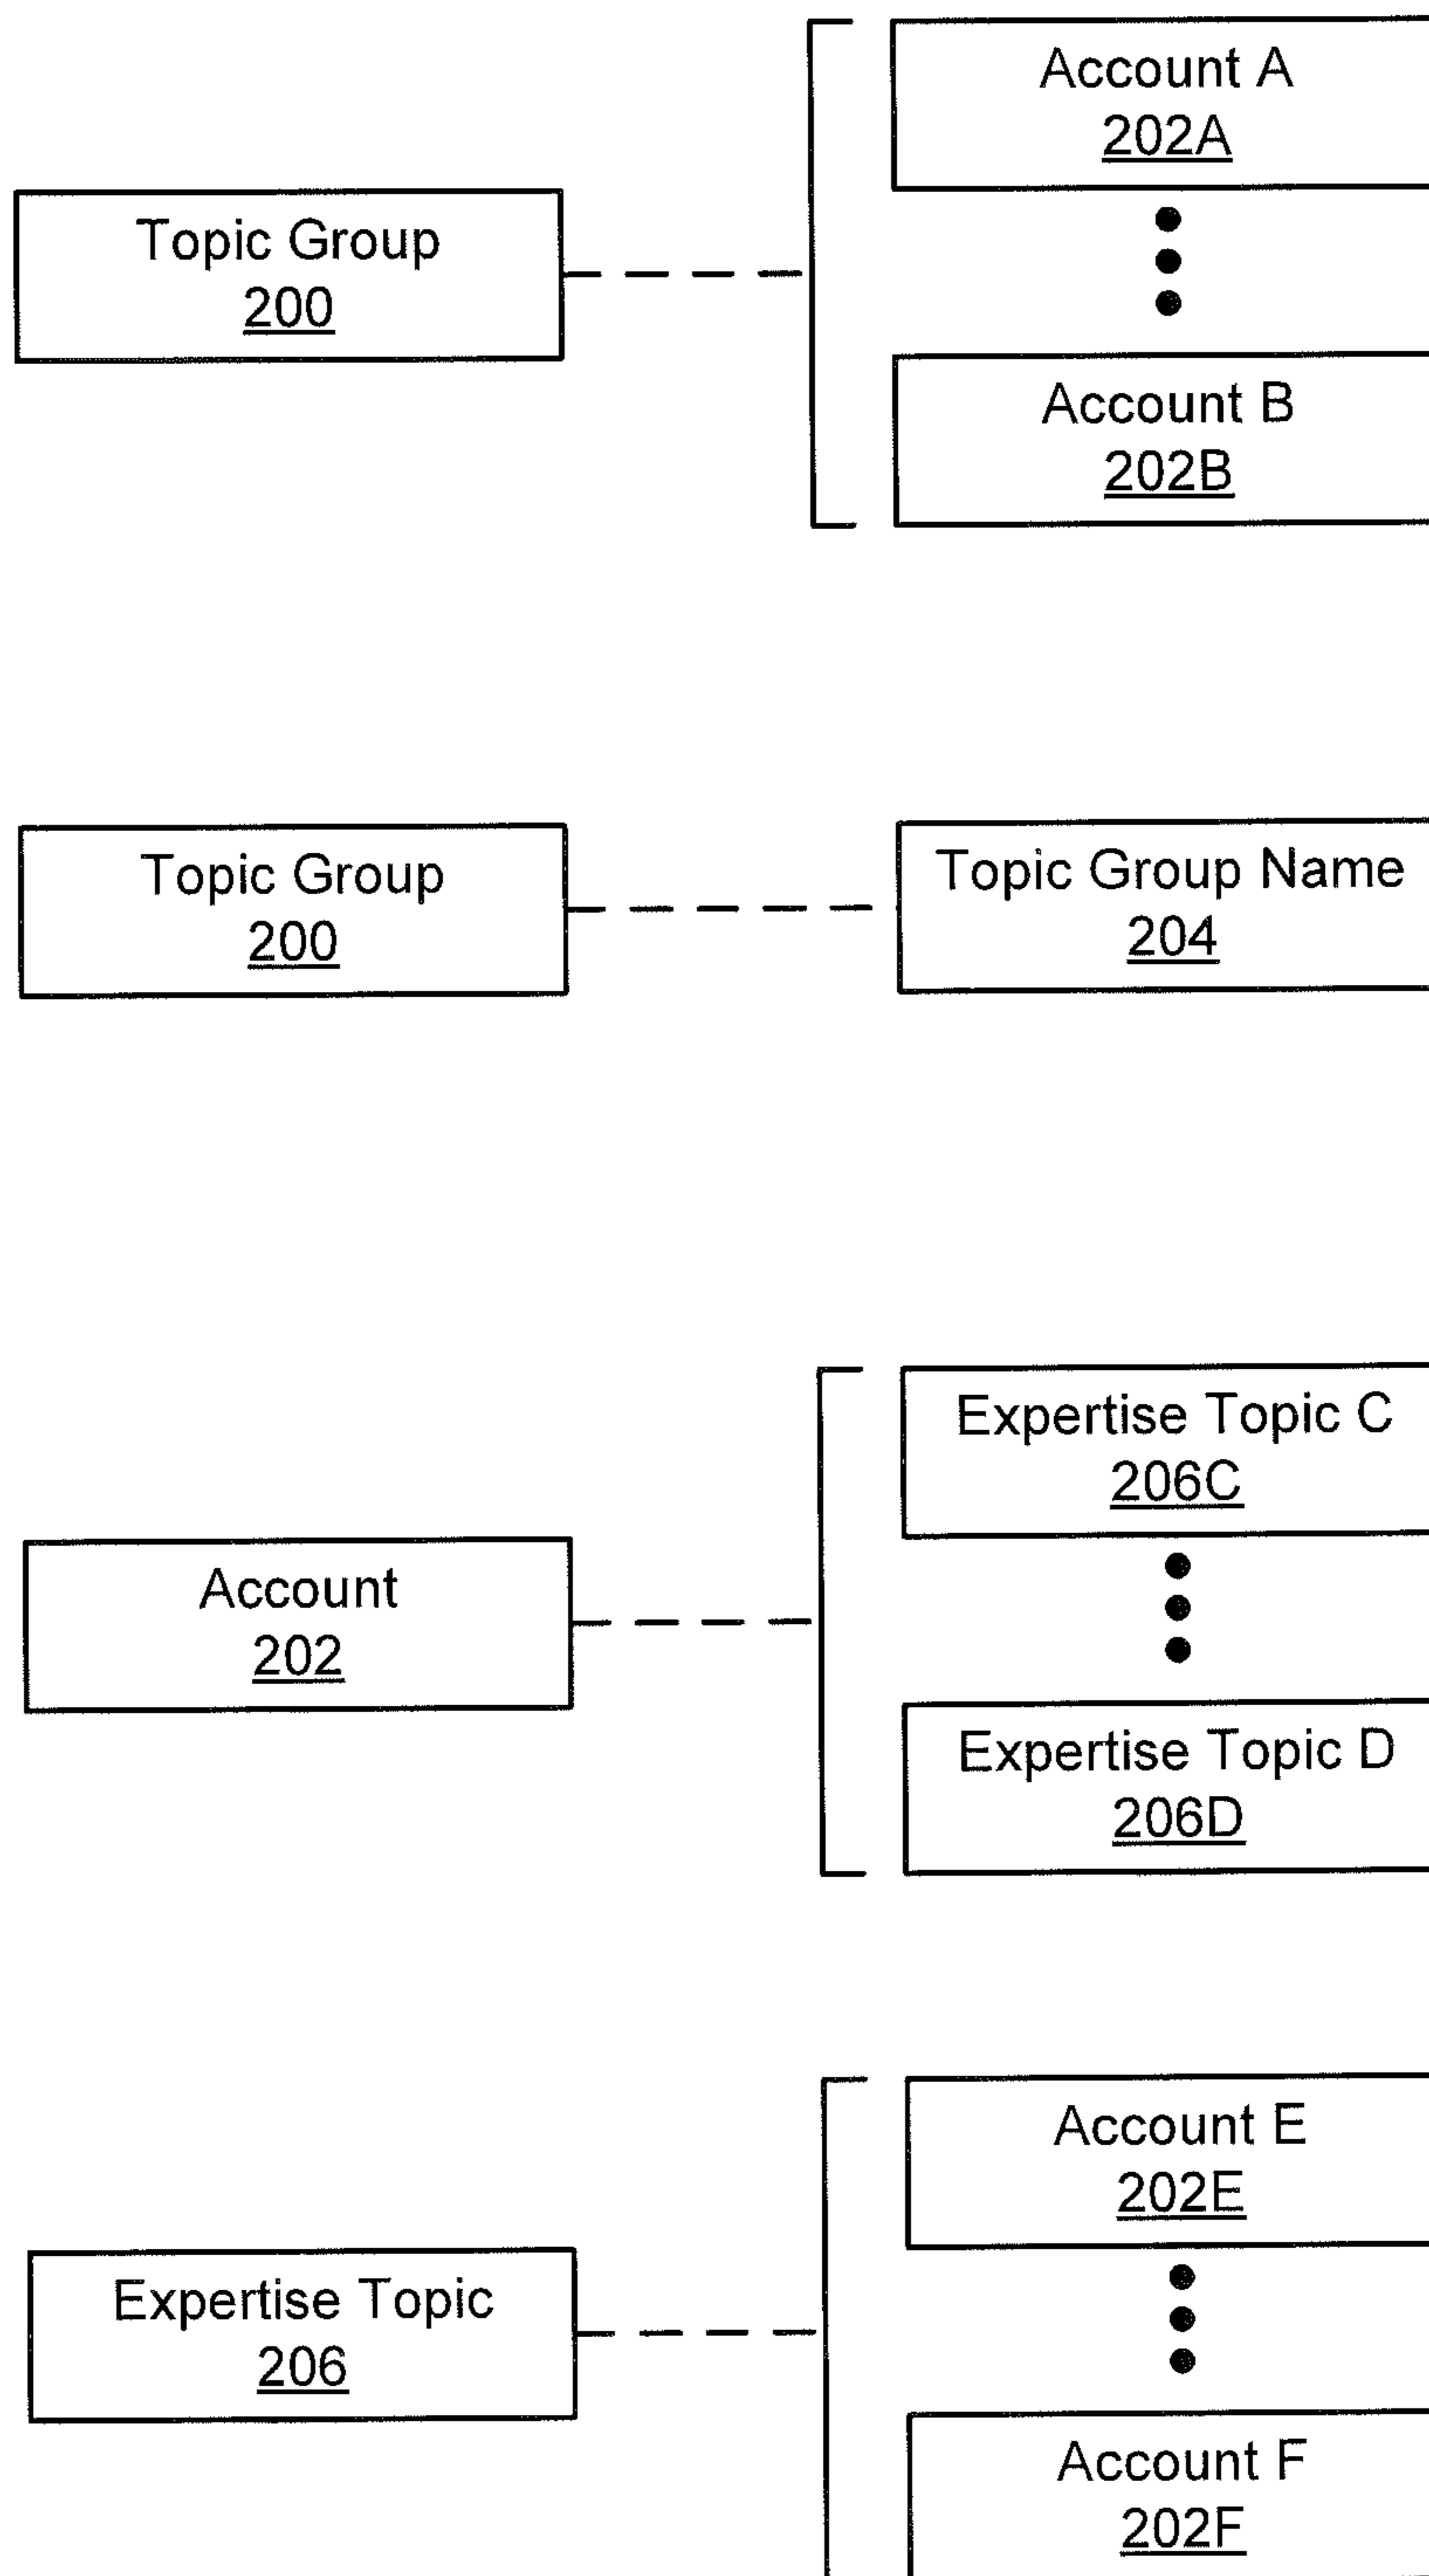 Account A
202A
Topic Group
200
Account B
202B
Topic Group
200
Topic Group Name
204
Expertise Topic C
206C
Account
202
Expertise Topic D
206D
Account E
202E
Expertise Topic
206
Account F
202F